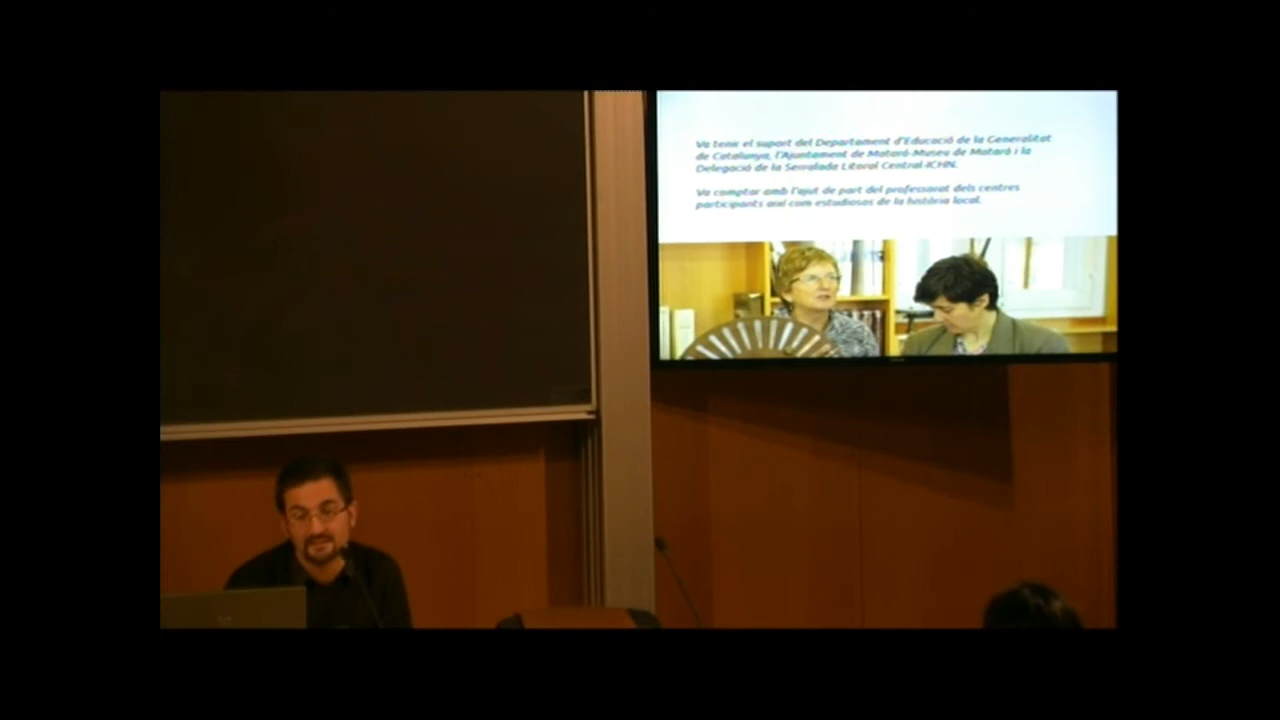 Va tenir el suport del Departament d'Educació de la Generalitat
de Catalunya, l'Ajuntament de Mataró-Museu de Mataró i la
Delegació de la Serralada Litoral Central-ICHN.
Va comptar amb l'ajut de part del professorat dels centres
participants així com estudiosos de la història local.